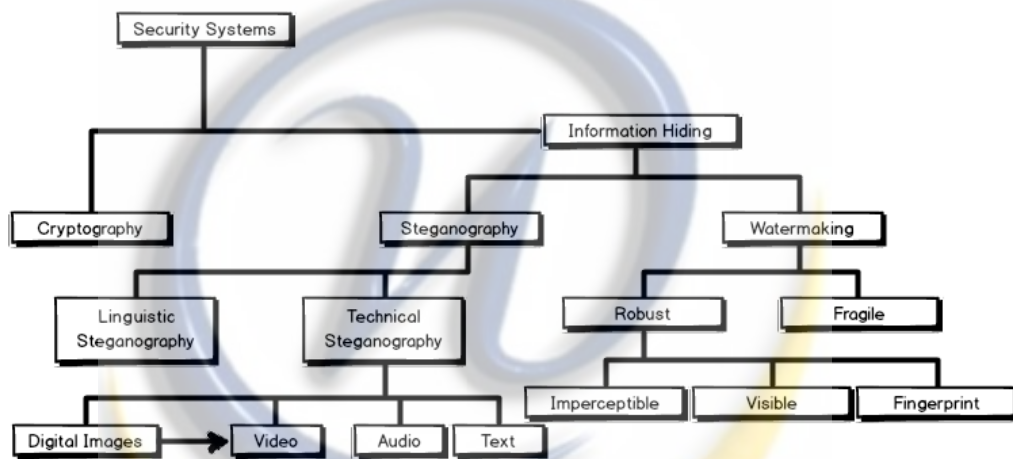 Security Systems
Information Hiding
Cryptography
Steganography
Watermaking
Linguistic
Steganography
Technical
Steganography
Robust
Fragile
Imperceptible
Visible
Fingerprint
Digital Images
Video
Audio
Text